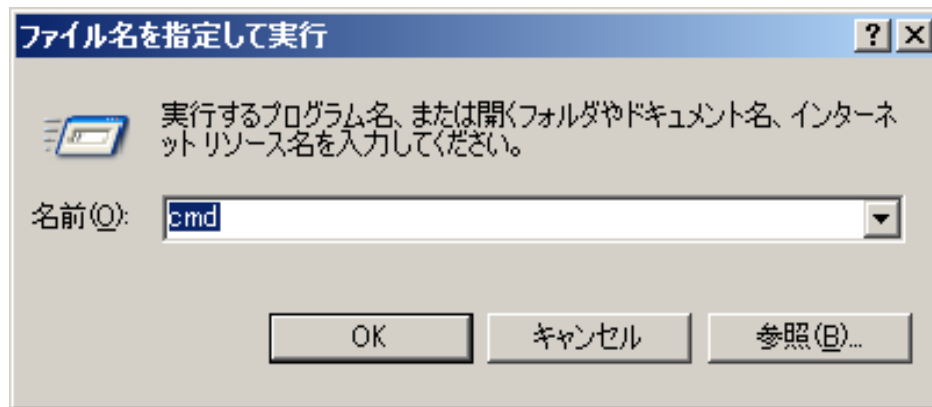 ファイル名を指定して実行
実行するプログラム名、または開くフォルダやドキュメント名、インターネ
ット リソース名を入力してください。
名前(O): cmd
OK キャンセル 参照(B)...